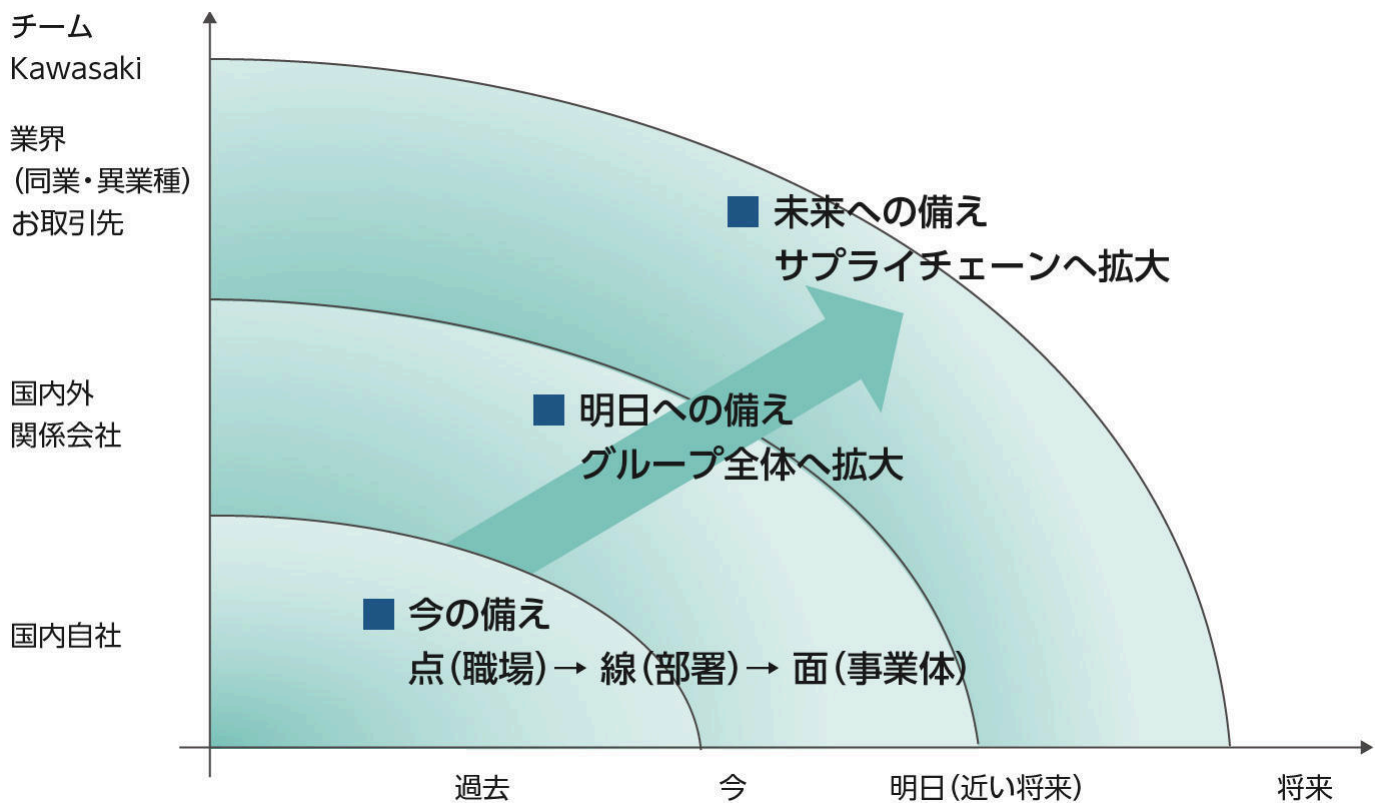 チーム
Kawasaki
業界
（同業・異業種）
お取引先
国内外
関係会社
国内自社
■ 未来への備え
サプライチェーンへ拡大
■ 明日への備え
グループ全体へ拡大
■ 今の備え
点（職場）→ 線（部署）→ 面（事業体）
過去 今 明日（近い将来） 将来